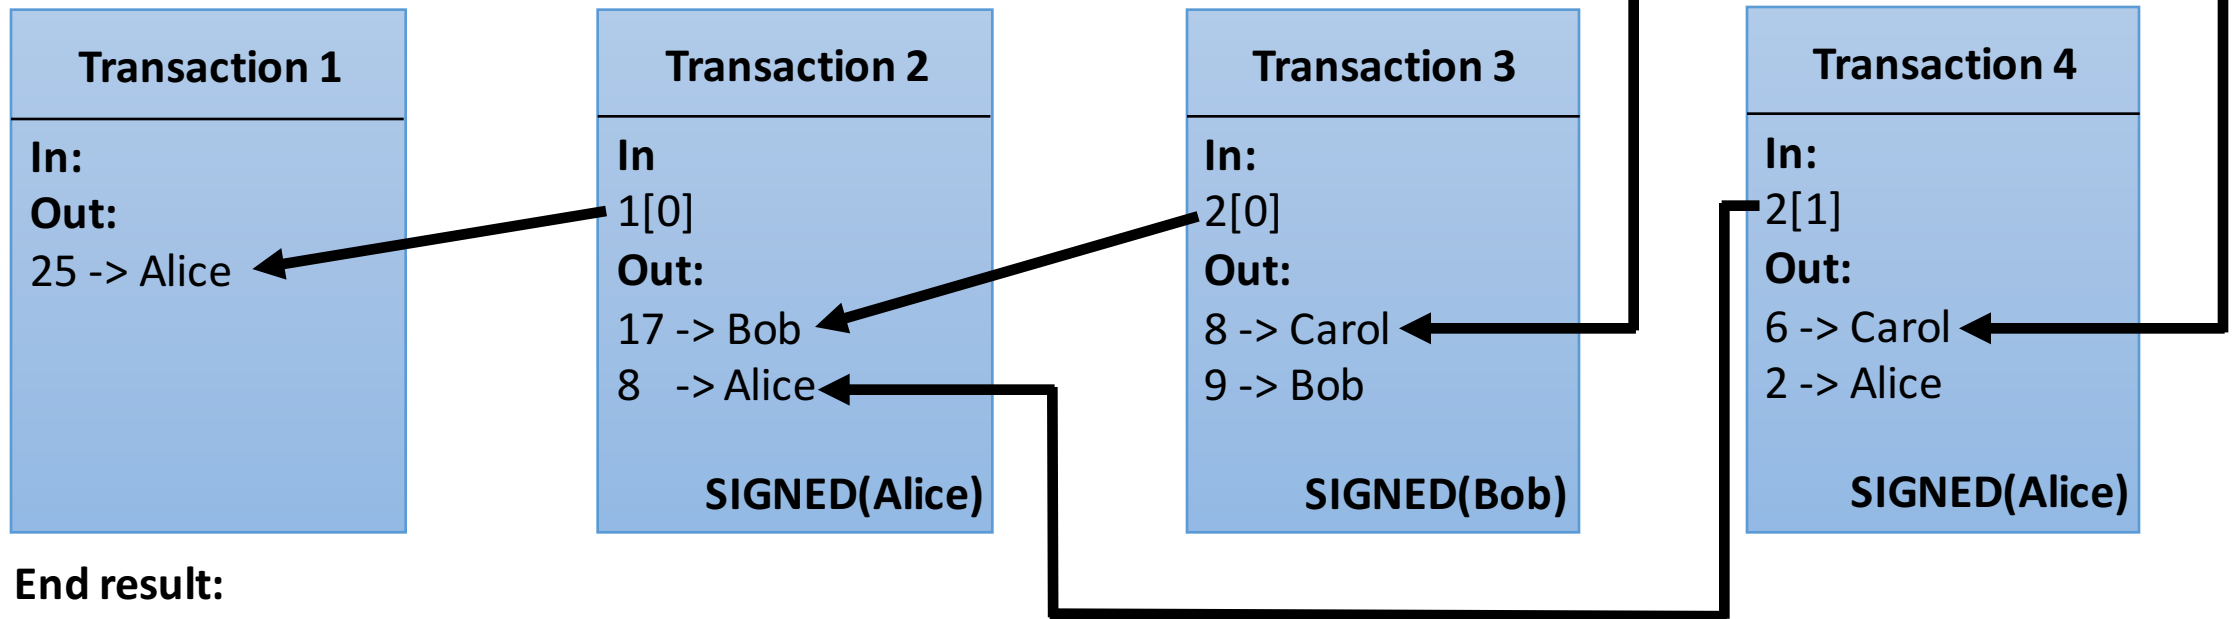 Transaction 1
In:
Out:
25 -> Alice
Transaction 2
In
1[0]
Out:
17 -> Bob
8 -> Alice
SIGNED(Alice)
Transaction 3
In:
2[0]
Out:
8 -> Carol
9 -> Bob
SIGNED(Bob)
Transaction 4
In:
2[1]
Out:
6 -> Carol
2 -> Alice
SIGNED(Alice)
End result: